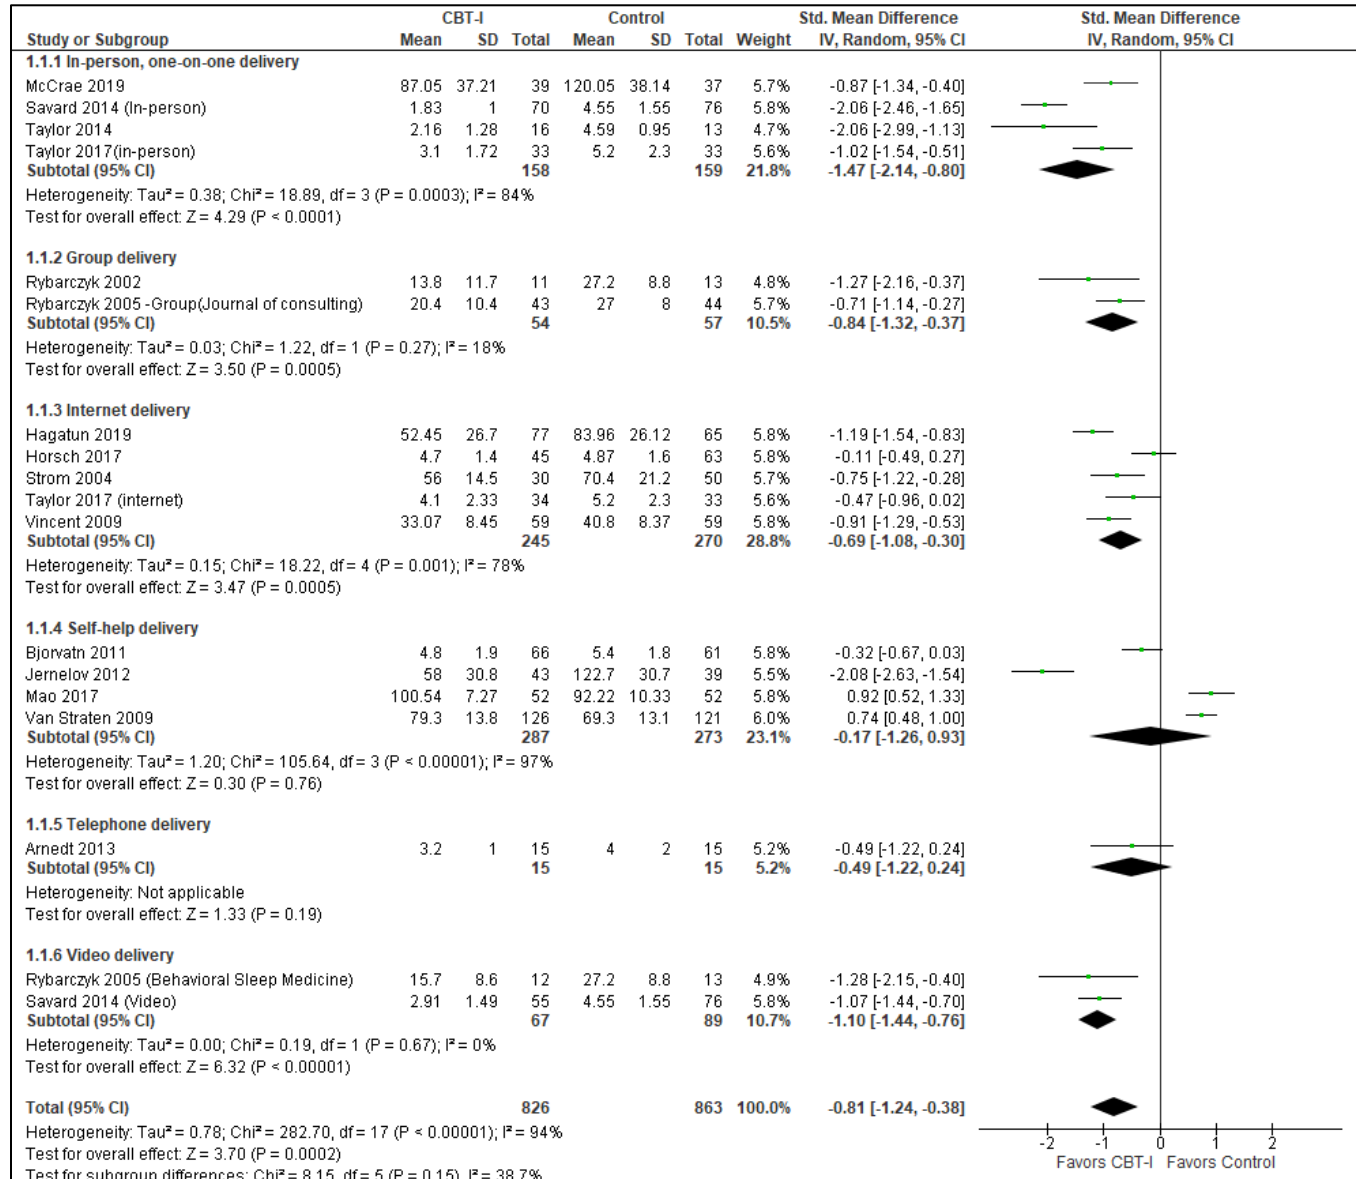 CBT-I Control Std. Mean Difference Std. Mean Difference
Study or Subgroup Mean SD Total Mean SD Total Weight IV, Random, 95% CI IV, Random, 95% CI
1.1.1 In-person, one-on-one delivery
McCrae 2019 87.05 37.21 39 120.05 38.14 37 5.7% -0.87 [-1.34, -0.40]
Savard 2014 (In-person) 1.83 1 70 4.55 1.55 76 5.8% -2.06 [-2.46, -1.65]
Taylor 2014 2.16 1.28 16 4.59 0.95 13 4.7% -2.06 [-2.99, -1.13]
Taylor 2017(in-person) 3.1 1.72 33 5.2 2.3 33 5.6% -1.02 [-1.54, -0.51]
Subtotal (95% CI) 158 159 21.8% -1.47 [-2.14, -0.80]
Heterogeneity: Tau² = 0.38; Chi² = 18.89, df = 3 (P = 0.0003); I² = 84%
Test for overall effect: Z = 4.29 (P < 0.0001)
1.1.2 Group delivery
Rybarczyk 2002 13.8 11.7 11 27.2 8.8 13 4.8% -1.27 [-2.16, -0.37]
Rybarczyk 2005 -Group(Journal of consulting) 20.4 10.4 43 27 8 44 5.7% -0.71 [-1.14, -0.27]
Subtotal (95% CI) 54 57 10.5% -0.84 [-1.32, -0.37]
Heterogeneity: Tau² = 0.03; Chi² = 1.22, df = 1 (P = 0.27); I² = 18%
Test for overall effect: Z = 3.50 (P = 0.0005)
1.1.3 Internet delivery
Hagatun 2019 52.45 26.7 77 83.96 26.12 65 5.8% -1.19 [-1.54, -0.83]
Horsch 2017 4.7 1.4 45 4.87 1.6 63 5.8% -0.11 [-0.49, 0.27]
Strom 2004 56 14.5 30 70.4 21.2 50 5.7% -0.75 [-1.22, -0.28]
Taylor 2017 (internet) 4.1 2.33 34 5.2 2.3 33 5.6% -0.47 [-0.96, 0.02]
Vincent 2009 33.07 8.45 59 40.8 8.37 59 5.8% -0.91 [-1.29, -0.53]
Subtotal (95% CI) 245 270 28.8% -0.69 [-1.08, -0.30]
Heterogeneity: Tau² = 0.15; Chi² = 18.22, df = 4 (P = 0.001); I² = 78%
Test for overall effect: Z = 3.47 (P = 0.0005)
1.1.4 Self-help delivery
Bjorvatn 2011 4.8 1.9 66 5.4 1.8 61 5.8% -0.32 [-0.67, 0.03]
Jernelov 2012 58 30.8 43 122.7 30.7 39 5.5% -2.08 [-2.63, -1.54]
Mao 2017 100.54 7.27 52 92.22 10.33 52 5.8% 0.92 [0.52, 1.33]
Van Straten 2009 79.3 13.8 126 69.3 13.1 121 6.0% 0.74 [0.48, 1.00]
Subtotal (95% CI) 287 273 23.1% -0.17 [-1.26, 0.93]
Heterogeneity: Tau² = 1.20; Chi² = 105.64, df = 3 (P < 0.00001); I² = 97%
Test for overall effect: Z = 0.30 (P = 0.76)
1.1.5 Telephone delivery
Arnedt 2013 3.2 1 15 4 2 15 5.2% -0.49 [-1.22, 0.24]
Subtotal (95% CI) 15 15 5.2% -0.49 [-1.22, 0.24]
Heterogeneity: Not applicable
Test for overall effect: Z = 1.33 (P = 0.19)
1.1.6 Video delivery
Rybarczyk 2005 (Behavioral Sleep Medicine) 15.7 8.6 12 27.2 8.8 13 4.9% -1.28 [-2.15, -0.40]
Savard 2014 (Video) 2.91 1.49 55 4.55 1.55 76 5.8% -1.07 [-1.44, -0.70]
Subtotal (95% CI) 67 89 10.7% -1.10 [-1.44, -0.76]
Heterogeneity: Tau² = 0.00; Chi² = 0.19, df = 1 (P = 0.67); I² = 0%
Test for overall effect: Z = 6.32 (P < 0.00001)
Total (95% CI) 826 863 100.0% -0.81 [-1.24, -0.38]
Heterogeneity: Tau² = 0.78; Chi² = 282.70, df = 17 (P < 0.00001); I² = 94%
Test for overall effect: Z = 3.70 (P = 0.0002)
Test for subgroup differences: Chi² = 8.15, df = 5 (P = 0.15), I² = 38.7%
-2 -1 0 1 2
Favors CBT-I Favors Control